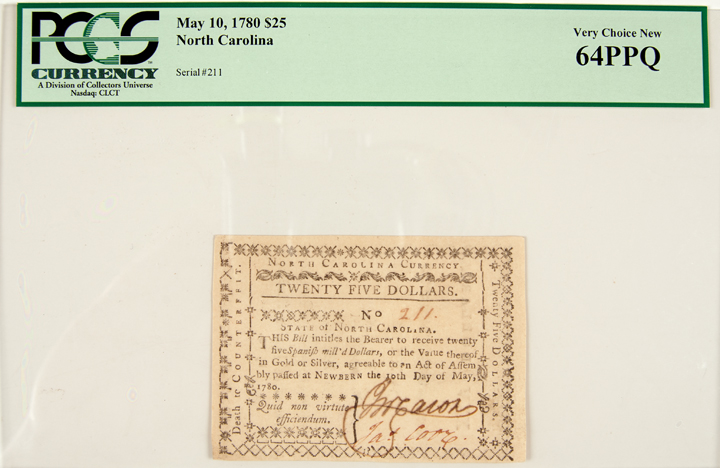 PCGS
CURRENCY
A Division of Collectors Universe
Nasdaq: CLCT
May 10, 1780 $25
North Carolina
Serial#211
Very Choice New
64PPQ
NORTH CAROLINA CURRENCY.
TWENTY FIVE DOLLARS.
No 211.
STATE OF NORTH CAROLINA.
THIS Bill intitles the Bearer to receive twenty
five Spanish mill'd Dollars, or the Value thereof
in Gold or Silver, agreeable to an Act of Assem
bly passed at NEWBERN the 10th Day of May,
1780.
Quid non virtute
efficiendum.
Death to COUNTERFEIT.
Twenty Five DOLLARS.